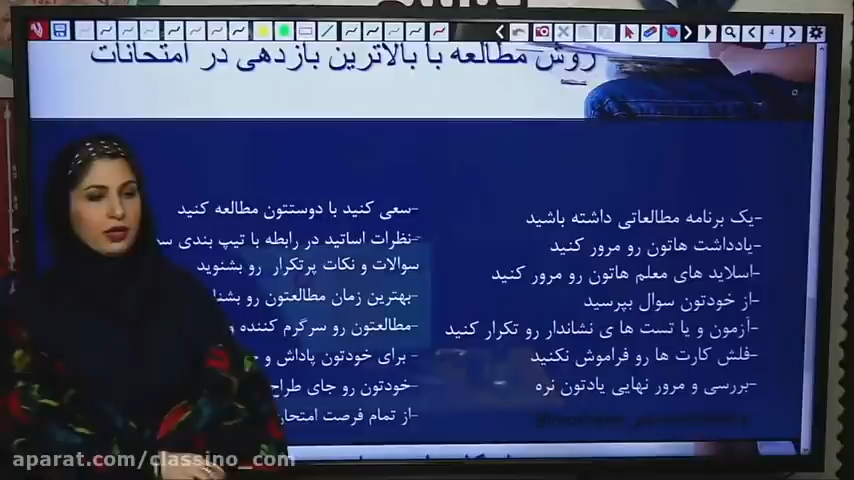 روش مطالعه با بالاترین بازدهی در امتحانات
-یک برنامه مطالعاتی داشته باشید
-یادداشت هاتون رو مرور کنید
-اسلاید های معلم هاتون رو مرور کنید
-از خودتون سوال بپرسید
-آزمون و یا تست ها ی نشاندار رو تکرار کنید
-فلش کارت ها رو فراموش نکنید
-بررسی و مرور نهایی یادتون نره
-سعی کنید با دوستتون مطالعه کنید
-نظرات اساتید در رابطه با تیپ بندی
سوالات و نکات پرتکرار رو بشنوید
-بهترین زمان مطالعتون رو
-مطالعتون رو سرگرم کننده و
- برای خودتون پاداش و
-خودتون رو جای طراح
-از تمام فرصت
aparat.com/classino_com